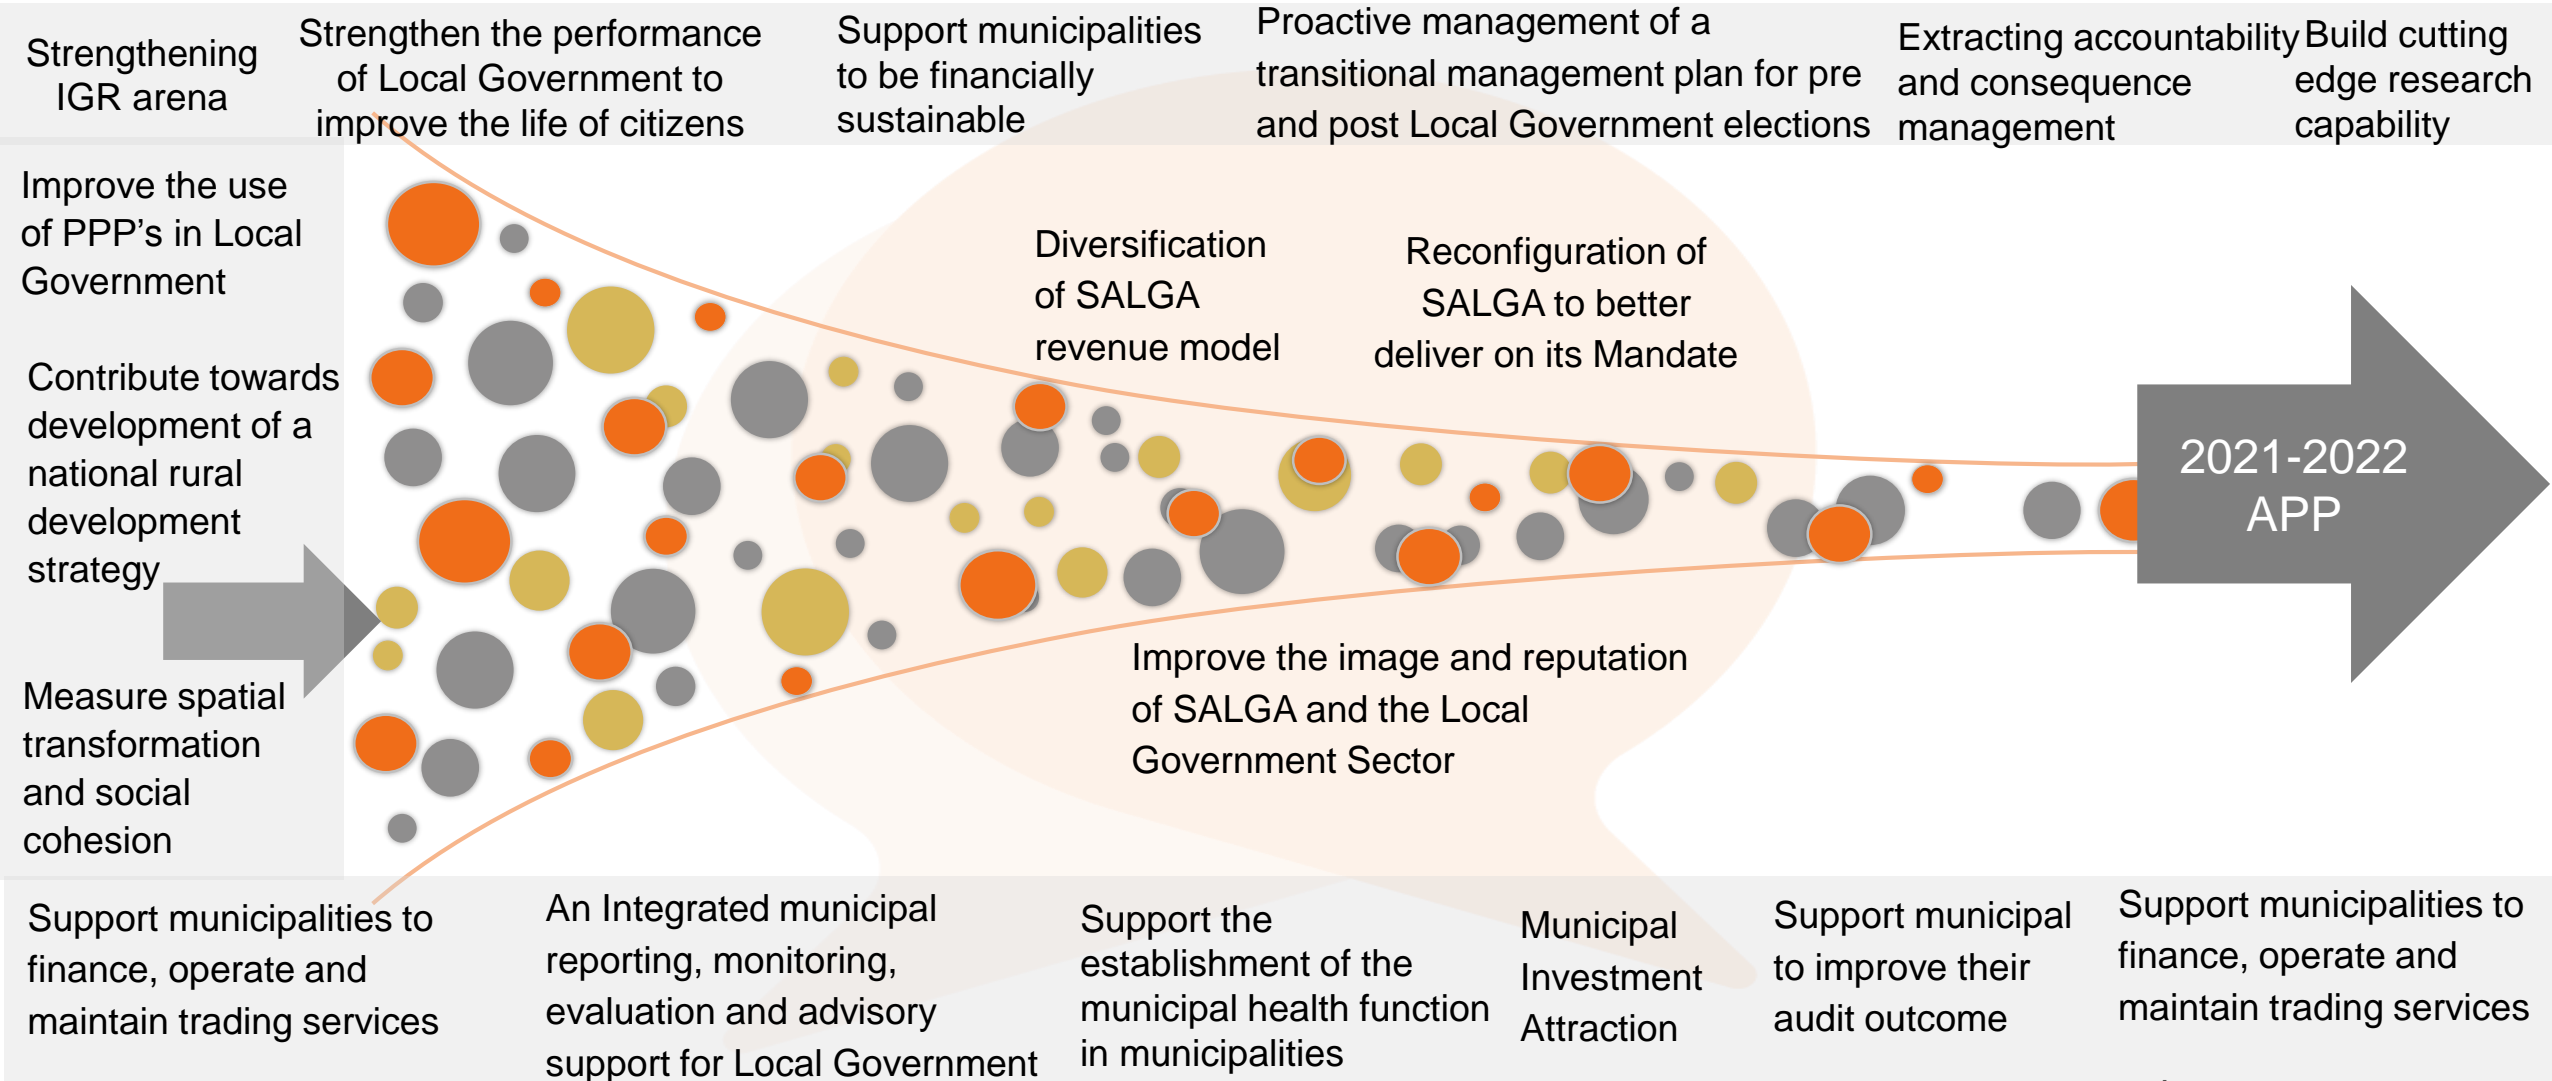 Strengthening
IGR arena
Strengthen the performance
of Local Government to
improve the life of citizens
Support municipalities
to be financially
sustainable
Proactive management of a
transitional management plan for pre
and post Local Government elections
Extracting accountability
and consequence
management
Build cutting
edge research
capability
Improve the use
of PPP’s in Local
Government
Contribute towards
development of a
national rural
development
strategy
Measure spatial
transformation
and social
cohesion
Diversification
of SALGA
revenue model
Reconfiguration of
SALGA to better
deliver on its Mandate
2021-2022
APP
Improve the image and reputation
of SALGA and the Local
Government Sector
Support municipalities to
finance, operate and
maintain trading services
An Integrated municipal
reporting, monitoring,
evaluation and advisory
support for Local Government
Support the
establishment of the
municipal health function
in municipalities
Municipal
Investment
Attraction
Support municipal
to improve their
audit outcome
Support municipalities to
finance, operate and
maintain trading services